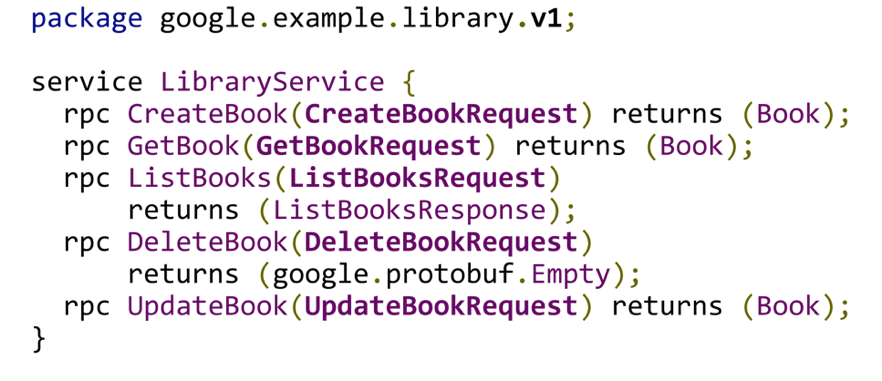 package google.example.library.v1;
service LibraryService {
rpc CreateBook(CreateBookRequest) returns (Book);
rpc GetBook(GetBookRequest) returns (Book);
rpc ListBooks(ListBooksRequest)
returns (ListBooksResponse);
rpc DeleteBook(DeleteBookRequest)
returns (google.protobuf.Empty);
rpc UpdateBook(UpdateBookRequest) returns (Book);
}